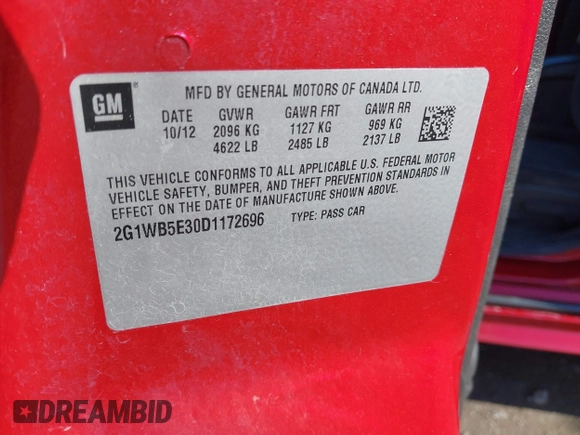 GM
MFD BY GENERAL MOTORS OF CANADA LTD.
DATE GVWR GAWR FRT GAWR RR
10/12 2096 KG 1127 KG 969 KG
4622 LB 2485 LB 2137 LB
THIS VEHICLE CONFORMS TO ALL APPLICABLE U.S. FEDERAL MOTOR
VEHICLE SAFETY, BUMPER, AND THEFT PREVENTION STANDARDS IN
EFFECT ON THE DATE OF MANUFACTURE SHOWN ABOVE.
2G1WB5E30D1172696 TYPE: PASS CAR
DREAMBID